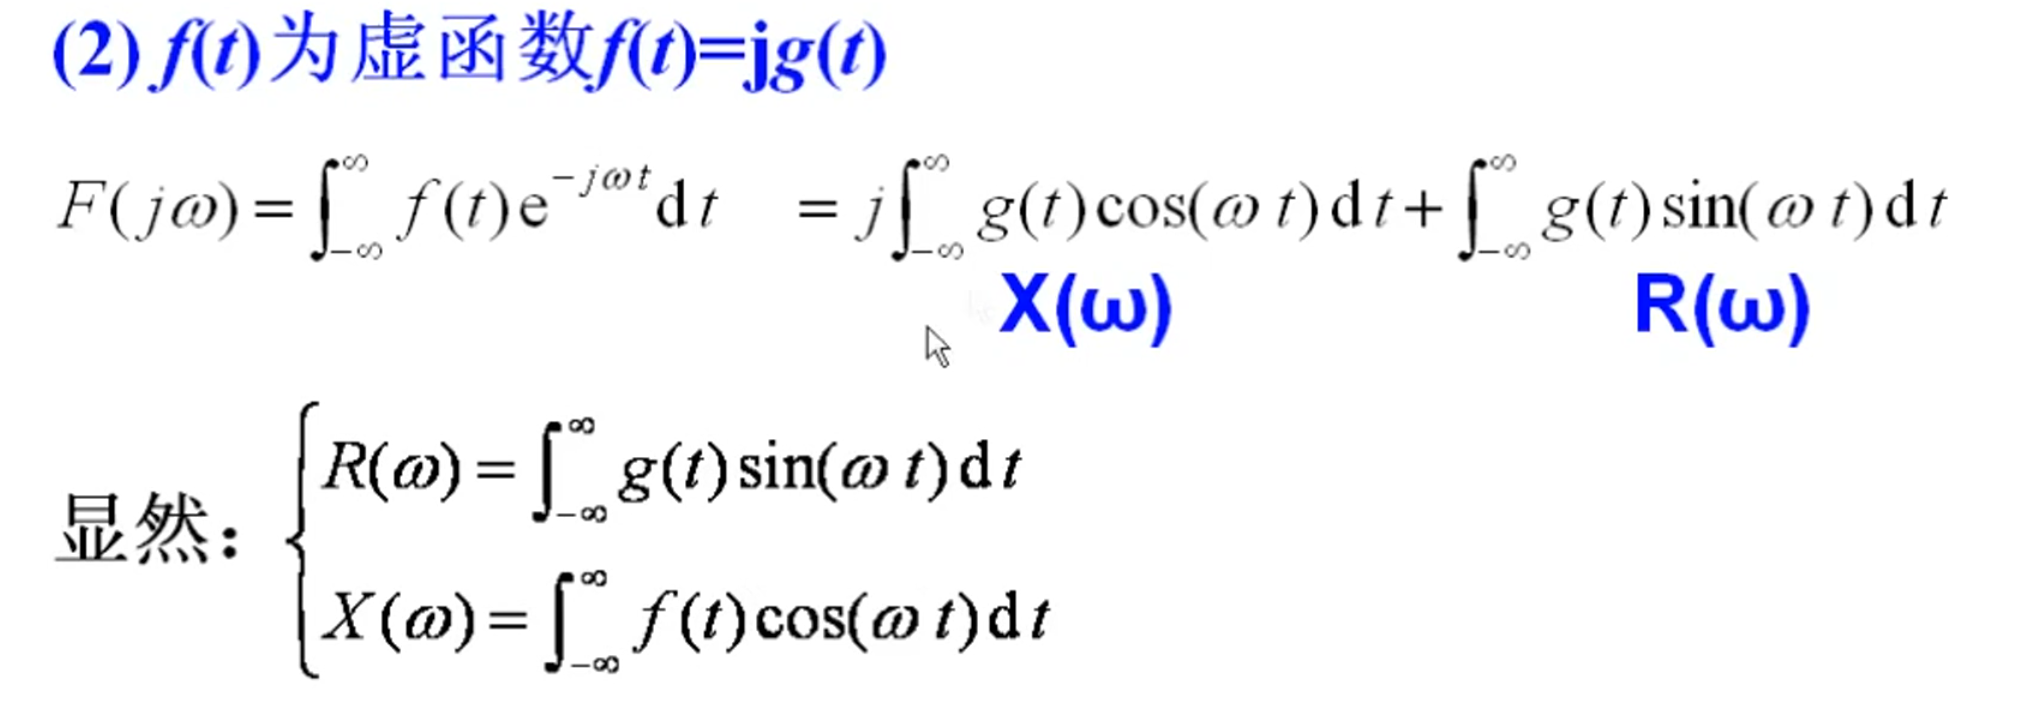 (2) f(t)为虚函数f(t)=jg(t)
F(jω)=∫_{-∞}^{∞} f(t)e^{-jωt}dt =j∫_{-∞}^{∞} g(t)cos(ωt)dt+∫_{-∞}^{∞} g(t)sin(ωt)dt
X(ω) R(ω)
R(ω)=∫_{-∞}^{∞} g(t)sin(ωt)dt
显然:
X(ω)=∫_{-∞}^{∞} f(t)cos(ωt)dt